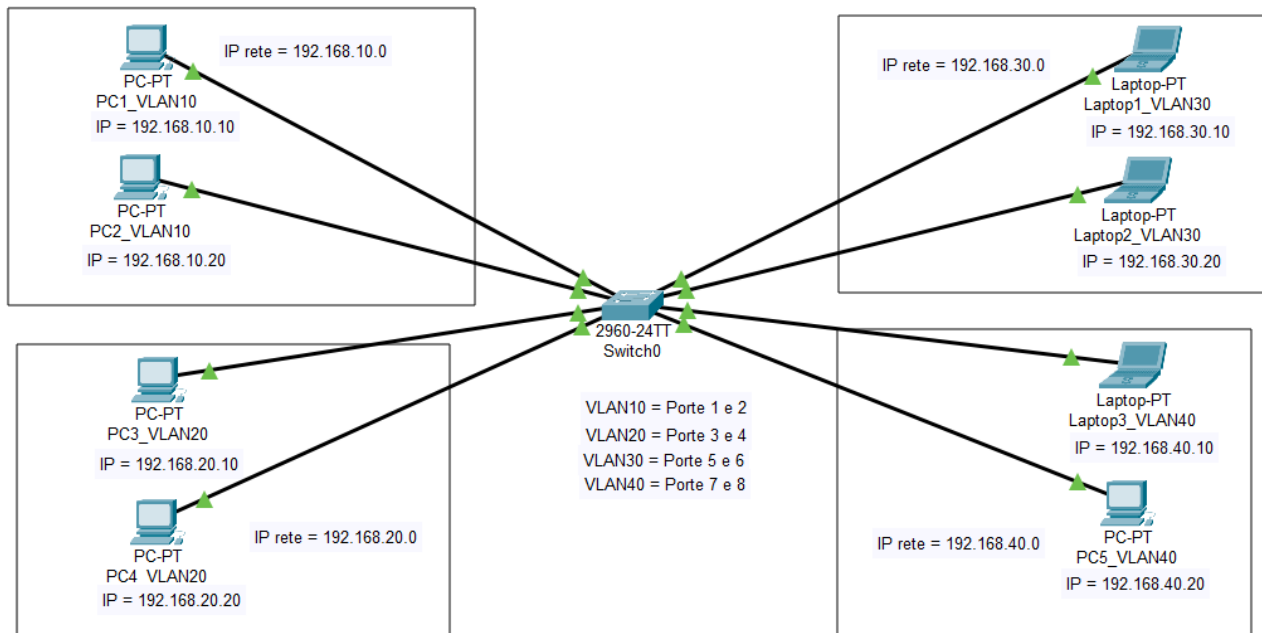 IP rete = 192.168.10.0
PC-PT
PC1_VLAN10
IP = 192.168.10.10
PC-PT
PC2_VLAN10
IP = 192.168.10.20
IP rete = 192.168.30.0
Laptop-PT
Laptop1_VLAN30
IP = 192.168.30.10
Laptop-PT
Laptop2_VLAN30
IP = 192.168.30.20
2960-24TT
Switch0
VLAN10 = Porte 1 e 2
VLAN20 = Porte 3 e 4
VLAN30 = Porte 5 e 6
VLAN40 = Porte 7 e 8
PC-PT
PC3_VLAN20
IP = 192.168.20.10
PC-PT
PC4_VLAN20
IP = 192.168.20.20
IP rete = 192.168.20.0
Laptop-PT
Laptop3_VLAN40
IP = 192.168.40.10
IP rete = 192.168.40.0
PC-PT
PC5_VLAN40
IP = 192.168.40.20